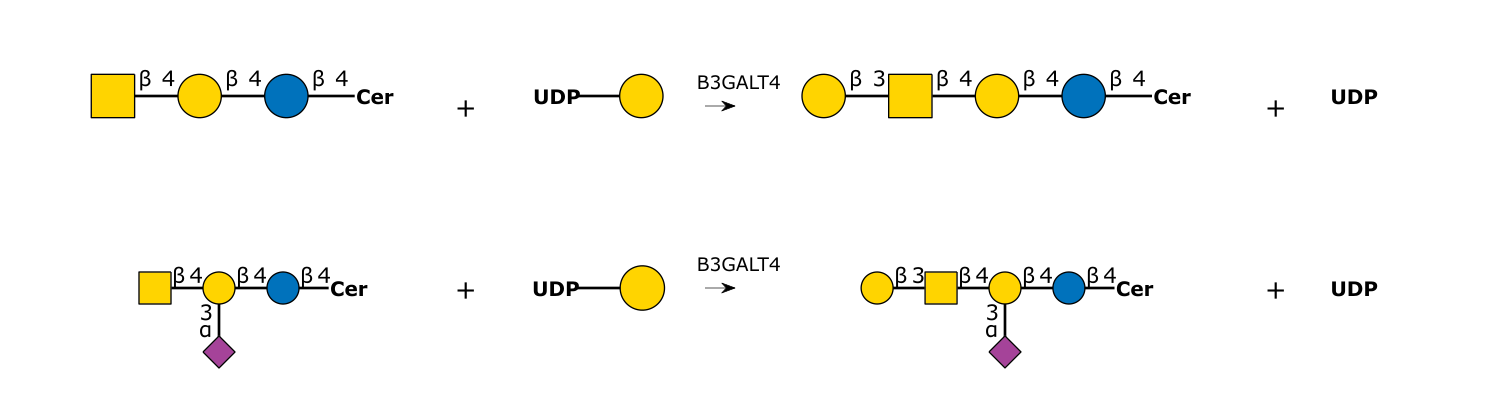 β 4 β 4 β 4 Cer + UDP B3GALT4 β 3 β 4 β 4 β 4 Cer + UDP
β 4 β 4 β 4 Cer + UDP B3GALT4 β 3 β 4 β 4 β 4 Cer + UDP
3 3
α α